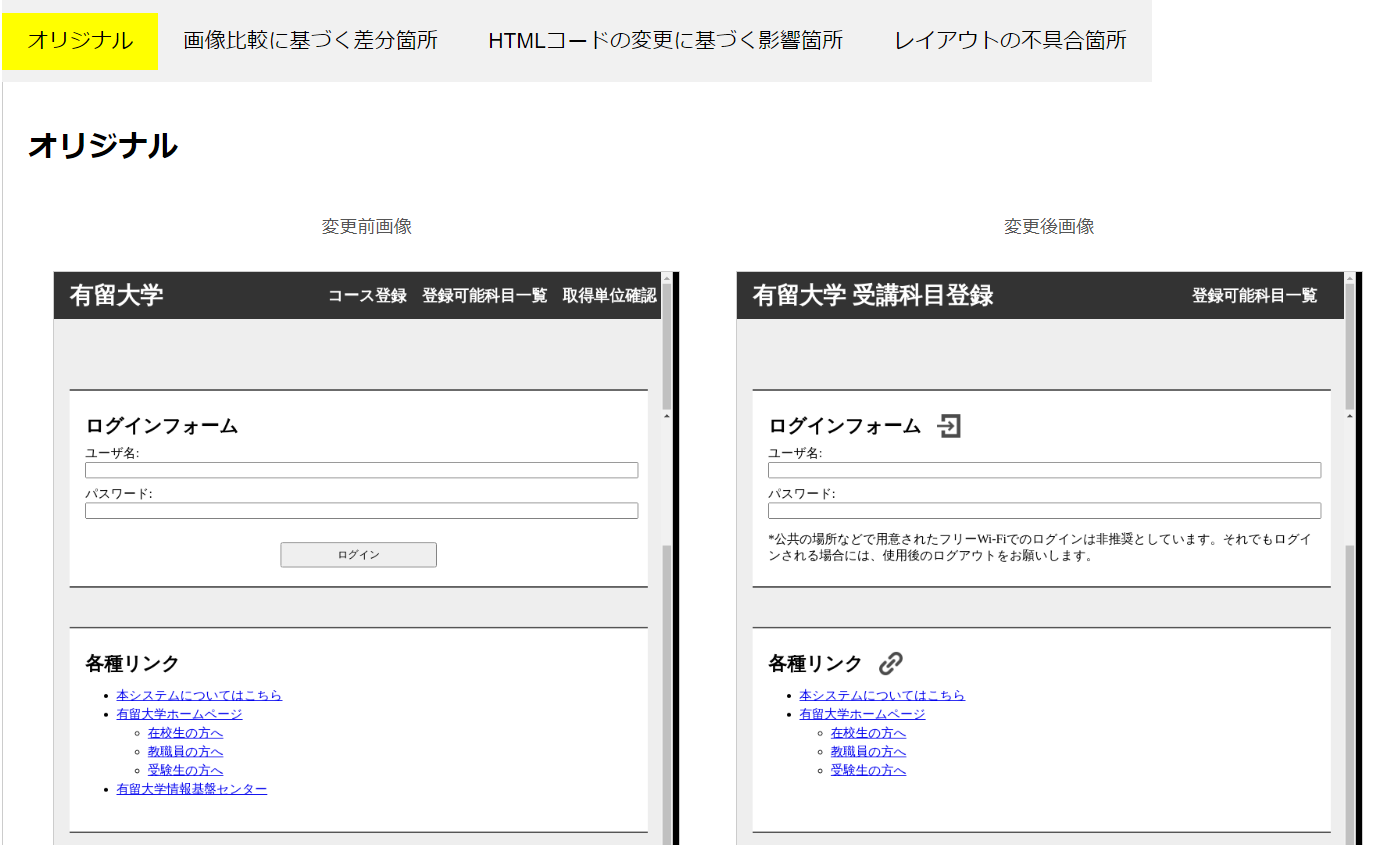 オリジナル 画像比較に基づく差分箇所 HTMLコードの変更に基づく影響箇所 レイアウトの不具合箇所
オリジナル
変更前画像
有留大学 コース登録 登録可能科目一覧 取得単位確認
ログインフォーム
ユーザ名:
パスワード:
ログイン
各種リンク
本システムについてはこちら
有留大学ホームページ
在校生の方へ
教職員の方へ
受験生の方へ
有留大学情報基盤センター
変更後画像
有留大学 受講科目登録 登録可能科目一覧
ログインフォーム
ユーザ名:
パスワード:
*公共の場所などで用意されたフリーWi-Fiでのログインは非推奨としています。それでもログイ
ンされる場合には、使用後のログアウトをお願いします。
各種リンク
本システムについてはこちら
有留大学ホームページ
在校生の方へ
教職員の方へ
受験生の方へ